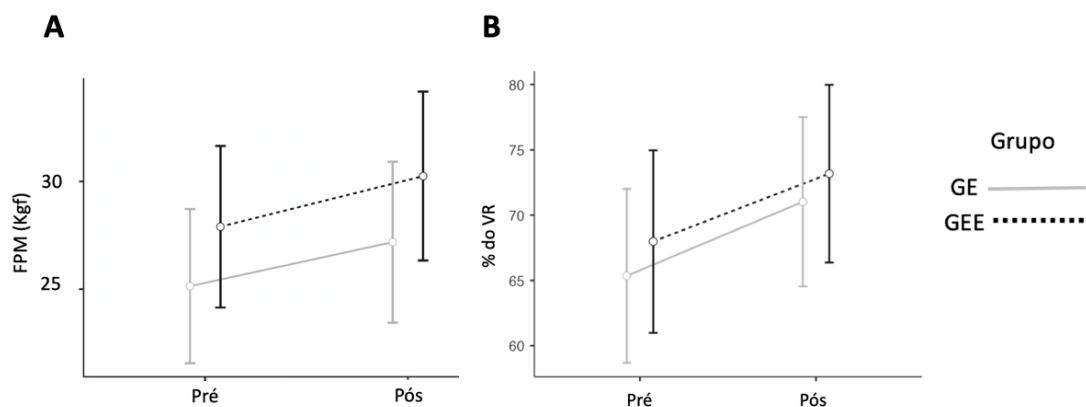 A
FPM (Kgf)
30
25
Pré
Pós
B
% do VR
80
75
70
65
60
Pré
Pós
Grupo
GE
GEE